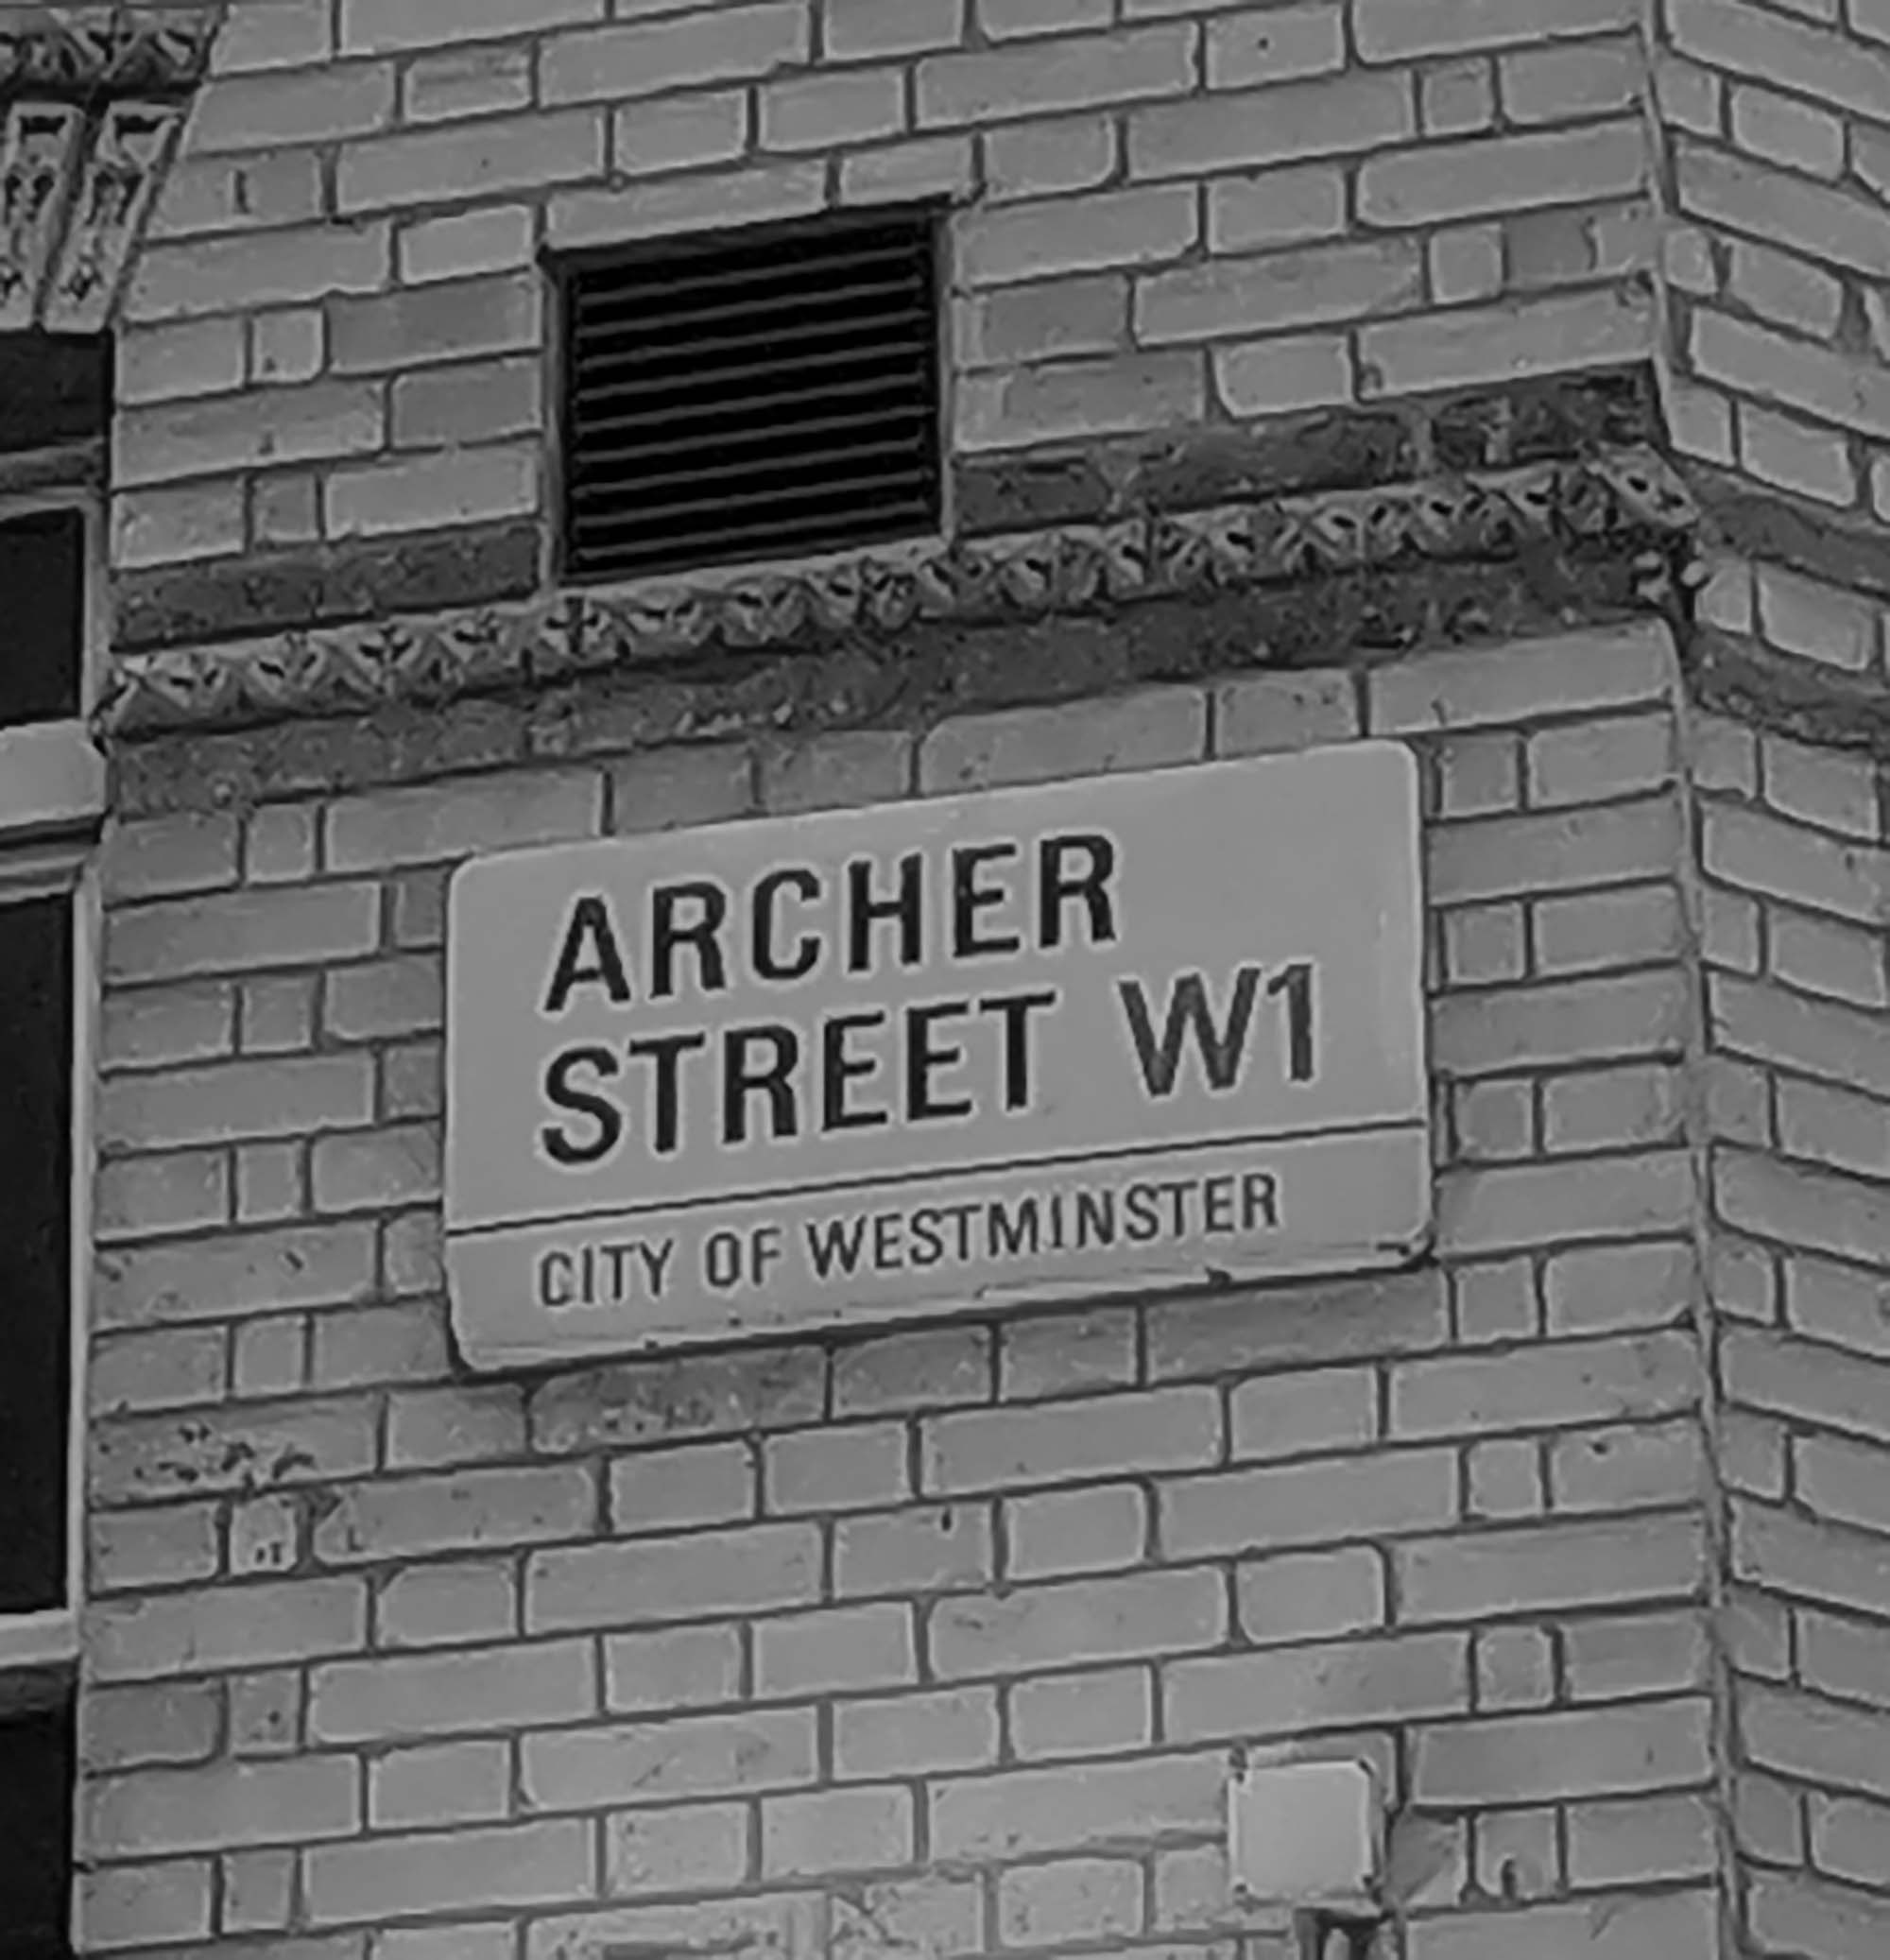 ARCHER
STREET W1
CITY OF WESTMINSTER